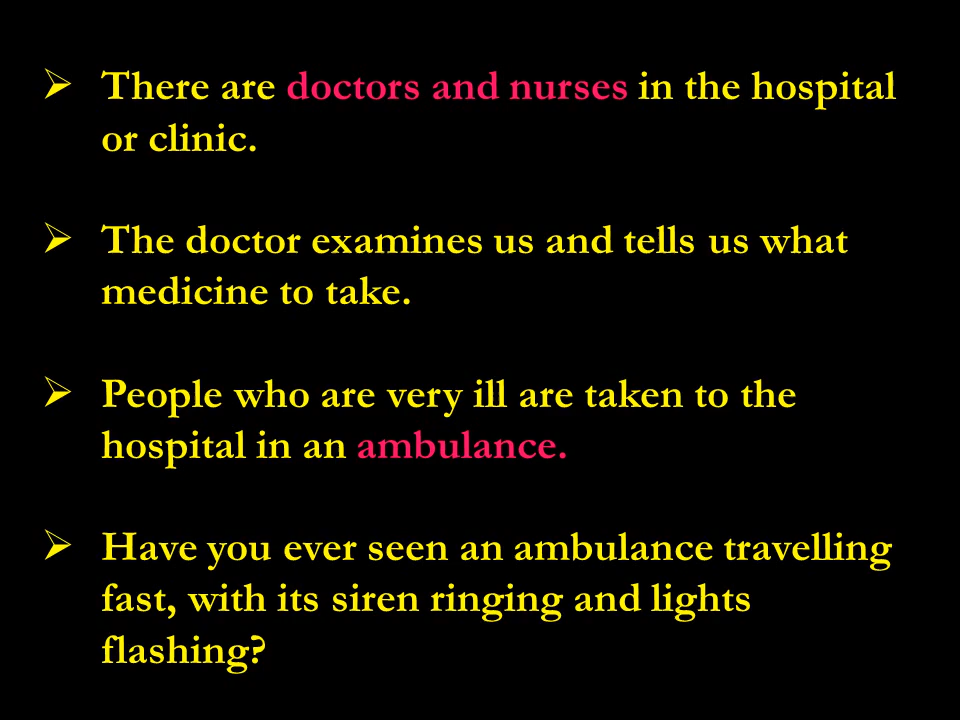 ➢ There are doctors and nurses in the hospital
or clinic.
➢ The doctor examines us and tells us what
medicine to take.
➢ People who are very ill are taken to the
hospital in an ambulance.
➢ Have you ever seen an ambulance travelling
fast, with its siren ringing and lights
flashing?